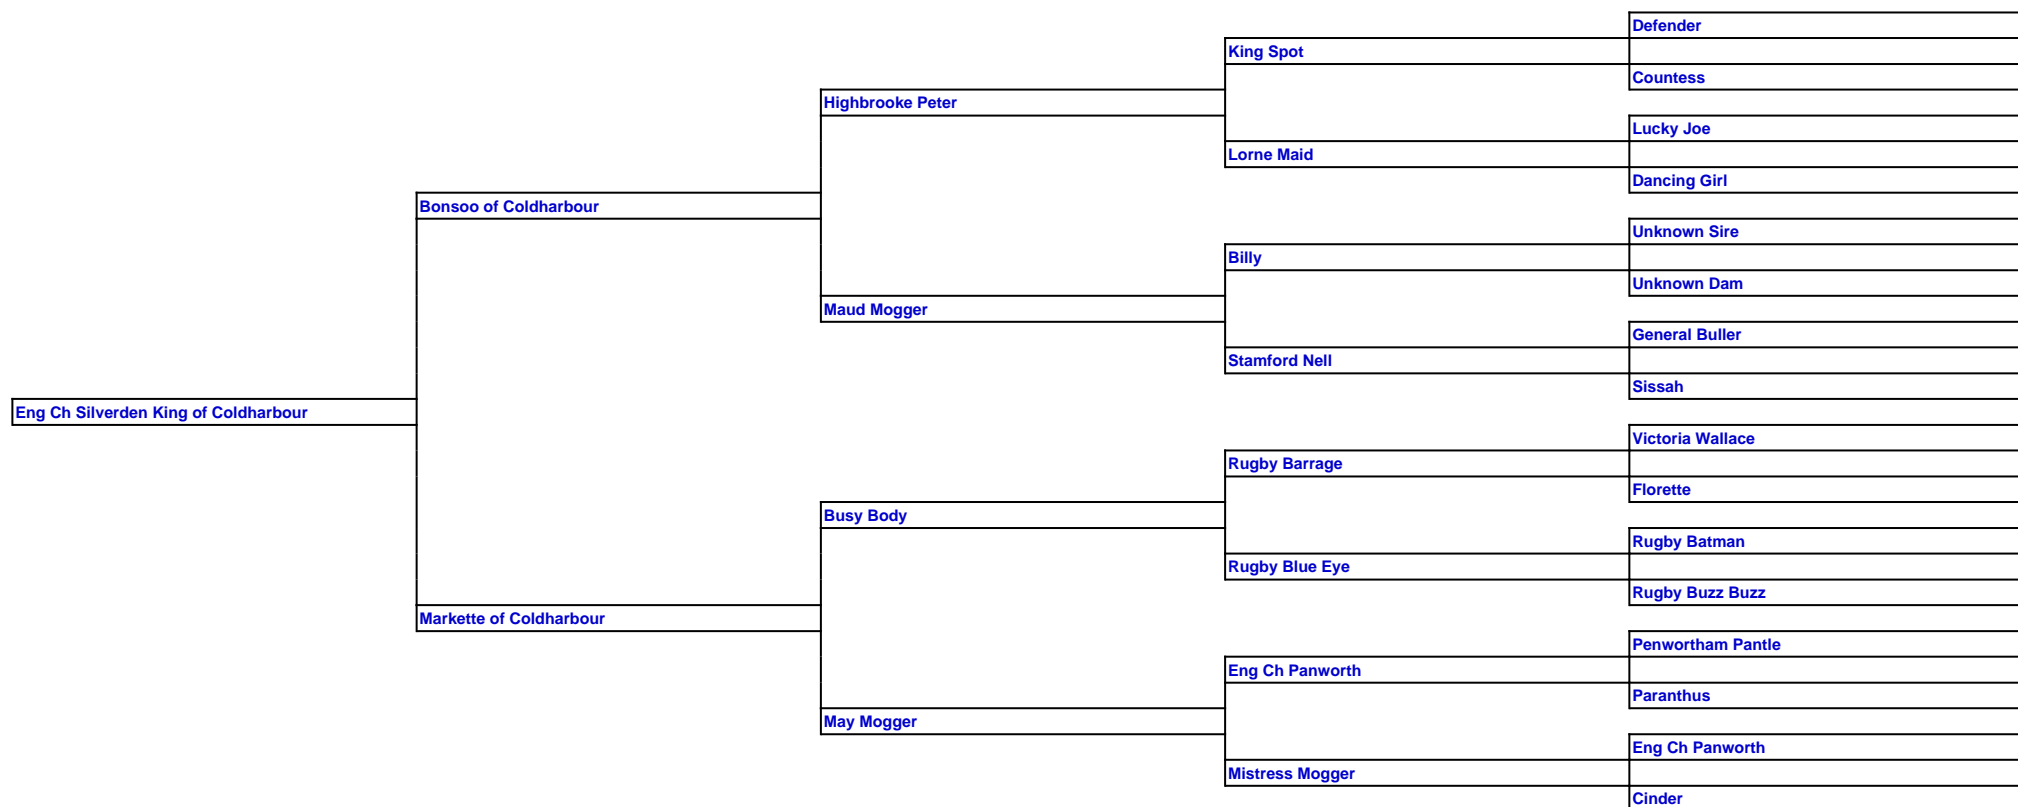 Defender
King Spot
Countess
Highbrooke Peter
Lucky Joe
Lorne Maid
Dancing Girl
Bonsoo of Coldharbour
Unknown Sire
Billy
Unknown Dam
Maud Mogger
General Buller
Stamford Nell
Sissah
Eng Ch Silverden King of Coldharbour
Victoria Wallace
Rugby Barrage
Florette
Busy Body
Rugby Batman
Rugby Blue Eye
Rugby Buzz Buzz
Markette of Coldharbour
Penwortham Pantle
Eng Ch Panworth
Paranthus
May Mogger
Eng Ch Panworth
Mistress Mogger
Cinder